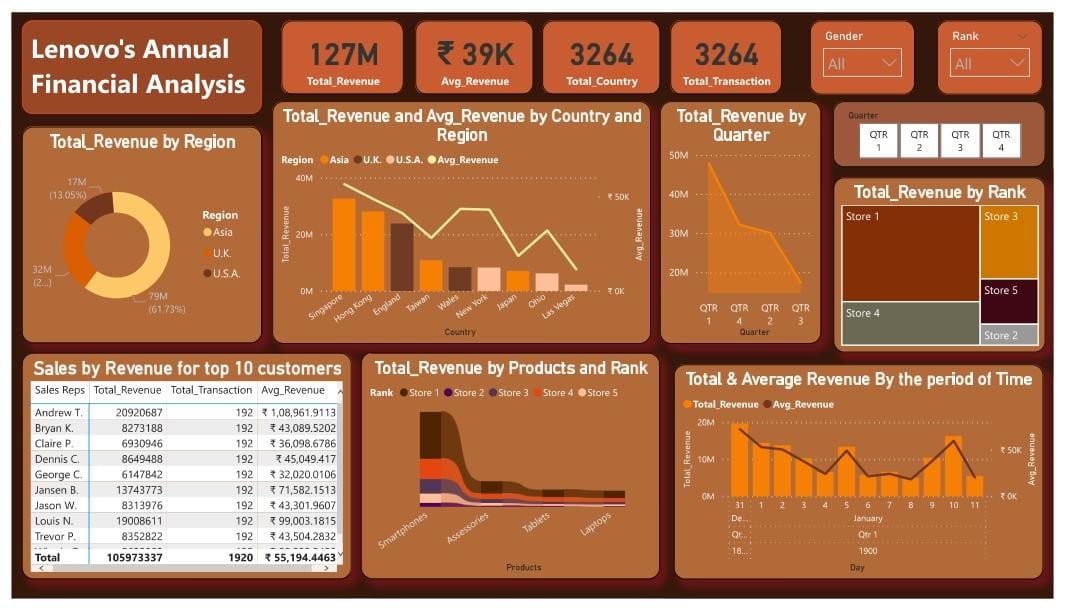 Lenovo's Annual
Financial Analysis
127M
Total_Revenue
₹ 39K
Avg_Revenue
3264
Total_Country
3264
Total_Transaction
Gender
All
Rank
All
Quarter
QTR 1
QTR 2
QTR 3
QTR 4
Total_Revenue by Region
17M
(13.05%)
32M
(2...)
79M
(61.73%)
Region
Asia
U.K.
U.S.A.
Total_Revenue and Avg_Revenue by Country and
Region
Region Asia U.K. U.S.A. Avg_Revenue
Total_Revenue
40M
20M
0M
₹ 50K
₹ 0K
Avg_Revenue
Singapore
Hong Kong
England
Taiwan
Wales
New York
Japan
Ohio
Las Vegas
Country
Total_Revenue by
Quarter
50M
40M
30M
20M
QTR 1
QTR 4
QTR 2
QTR 3
Quarter
Total_Revenue by Rank
Store 1
Store 3
Store 5
Store 4
Store 2
Sales by Revenue for top 10 customers
Sales Reps Total_Revenue Total_Transaction Avg_Revenue
Andrew T. 20920687 192 ₹ 1,08,961.9113
Bryan K. 8273188 192 ₹ 43,089.5202
Claire P. 6930946 192 ₹ 36,098.6786
Dennis C. 8649488 192 ₹ 45,049.417
George C. 6147842 192 ₹ 32,020.0106
Jansen B. 13743773 192 ₹ 71,582.1513
Jason W. 8313976 192 ₹ 43,301.9607
Louis N. 19008611 192 ₹ 99,003.1815
Trevor P. 8352822 192 ₹ 43,504.2832
Total 105973337 1920 ₹ 55,194.4463
Total_Revenue by Products and Rank
Rank Store 1 Store 2 Store 3 Store 4 Store 5
Smartphones
Assessories
Tablets
Laptops
Products
Total & Average Revenue By the period of Time
Total_Revenue Avg_Revenue
Total_Revenue
20M
10M
0M
₹ 50K
₹ 0K
Avg_Revenue
31 1 2 3 4 5 6 7 8 9 10 11
De... January
Qt... Qtr 1
18... 1900
Day